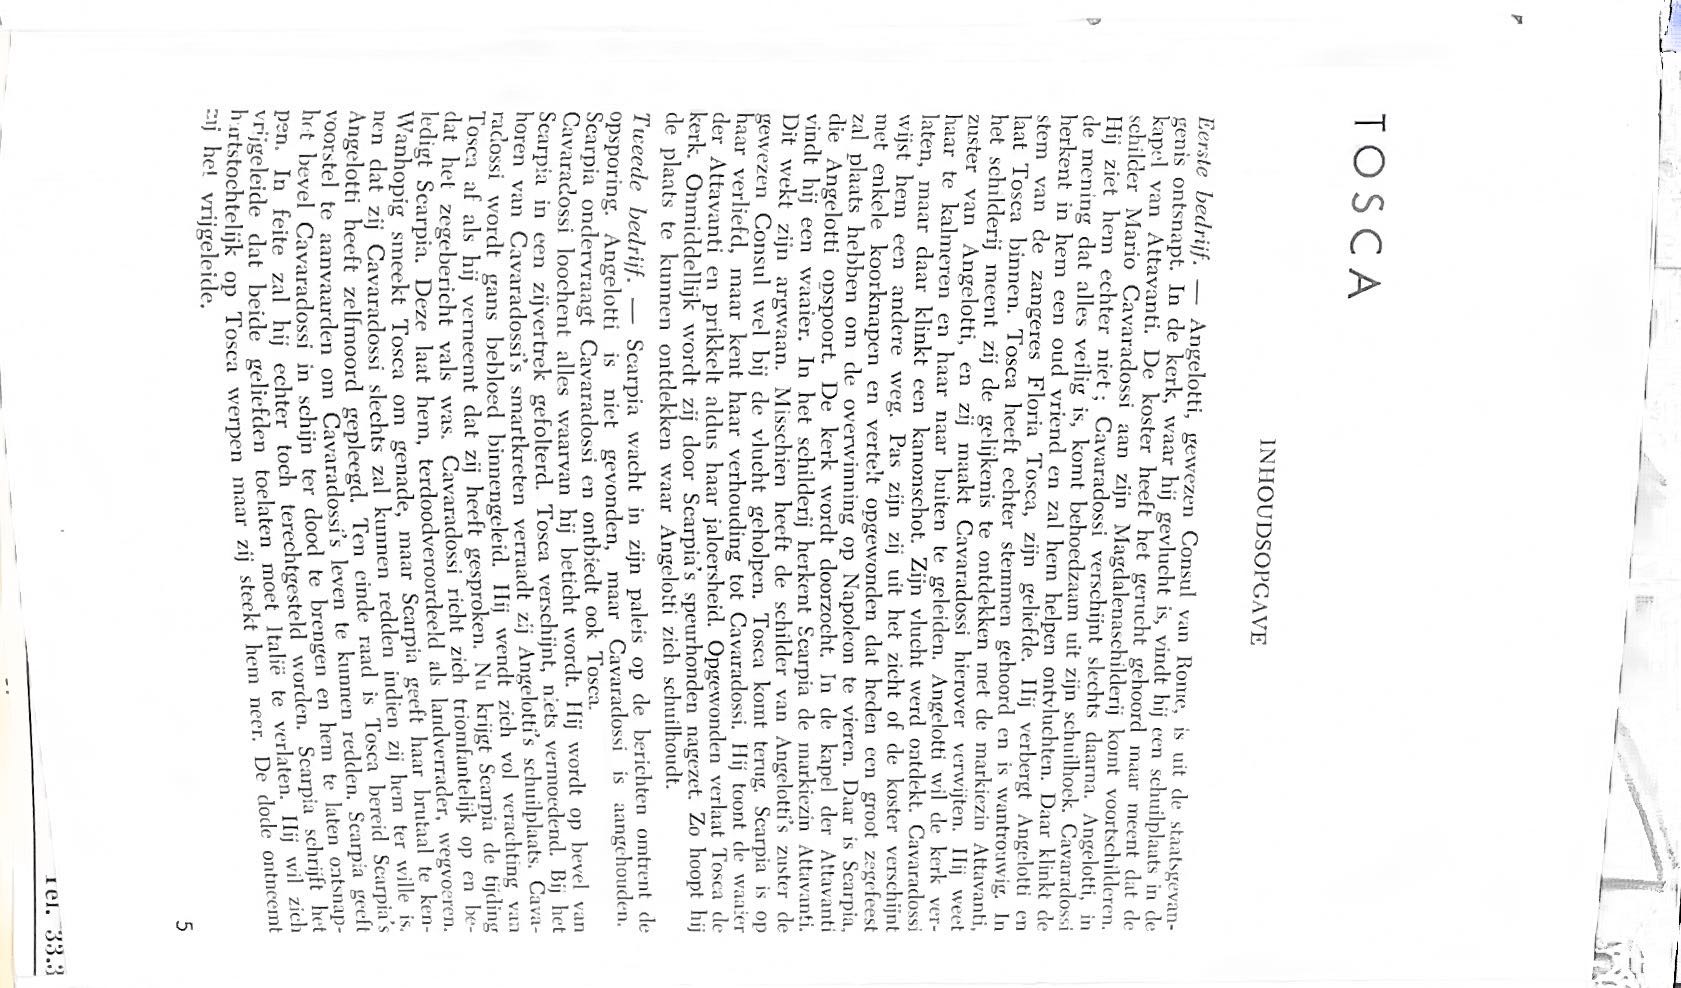 TOSCA
INHOUDSOPGAVE
Eerste bedrijf. — Angelotti, gewezen Consul van Rome, is uit de staatsgevan-
genis ontsnapt. In de kerk, waar hij gevlucht is, vindt hij een schuilplaats in de
kapel van Attavanti. De koster heeft het gerucht gehoord maar meent dat de
schilder Mario Cavaradossi aan zijn Magdalenaschilderij komt voortschilderen.
Hij ziet hem echter niet; Cavaradossi verschijnt slechts daarna. Angelotti, in
de mening dat alles veilig is, komt behoedzaam uit zijn schuilhoek. Cavaradossi
herkent in hem een oud vriend en zal hem helpen ontvluchten. Daar klinkt de
stem van de zangeres Floria Tosca, zijn geliefde. Hij verbergt Angelotti en
laat Tosca binnen. Tosca heeft echter stemmen gehoord en is wantrouwig. In
het schilderij meent zij de gelijkenis te ontdekken met de markiezin Attavanti,
zuster van Angelotti, en zij maakt Cavaradossi hierover verwijten. Hij weet
haar te kalmeren en haar naar buiten te geleiden. Angelotti wil de kerk ver-
laten, maar daar klinkt een kanonschot. Zijn vlucht werd ontdekt. Cavaradossi
wijst hem een andere weg. Pas zijn zij uit het zicht of de koster verschijnt
met enkele koorknapen en vertelt opgewonden dat heden een groot zegefeest
zal plaats hebben om de overwinning op Napoleon te vieren. Daar is Scarpia,
die Angelotti opspoort. De kerk wordt doorzocht. In de kapel der Attavanti
vindt hij een waaier. In het schilderij herkent Scarpia de markiezin Attavanti.
Dit wekt zijn argwaan. Misschien heeft de schilder van Angelotti's zuster de
gewezen Consul wel bij de vlucht geholpen. Tosca komt terug. Scarpia is op
haar verliefd, maar kent haar verhouding tot Cavaradossi. Hij toont de waaier
der Attavanti en prikkelt aldus haar jaloersheid. Opgewonden verlaat Tosca de
kerk. Onmiddellijk wordt zij door Scarpia's speurhonden nagezet. Zo hoopt hij
de plaats te kunnen ontdekken waar Angelotti zich schuilhoudt.
Tweede bedrijf. — Scarpia wacht in zijn paleis op de berichten omtrent de
opsporing. Angelotti is niet gevonden, maar Cavaradossi is aangehouden.
Scarpia ondervraagt Cavaradossi en ontbiedt ook Tosca.
Cavaradossi loochent alles waarvan hij beticht wordt. Hij wordt op bevel van
Scarpia in een zijvertrek gefolterd. Tosca verschijnt, niets vermoedend. Bij het
horen van Cavaradossi's smartkreten verraadt zij Angelotti's schuilplaats. Cava-
radossi wordt gans bebloed binnengeleid. Hij wendt zich vol verachting van
Tosca af als hij verneemt dat zij heeft gesproken. Nu krijgt Scarpia de tijding
dat het zegebericht vals was. Cavaradossi richt zich triomfantelijk op en be-
ledigt Scarpia. Deze laat hem, terdoodveroordeeld als landverrader, wegvoeren.
Wanhopig smeekt Tosca om genade, maar Scarpia geeft haar brutaal te ken-
nen dat zij Cavaradossi slechts zal kunnen redden indien zij hem ter wille is.
Angelotti heeft zelfmoord gepleegd. Ten einde raad is Tosca bereid Scarpia's
voorstel te aanvaarden om Cavaradossi's leven te kunnen redden. Scarpia geeft
het bevel Cavaradossi in schijn ter dood te brengen en hem te laten ontsnap-
pen. In feite zal hij echter toch terechtgesteld worden. Scarpia schrijft het
vrijgeleide dat beide geliefden toelaten moet Italië te verlaten. Hij wil zich
hartstochtelijk op Tosca werpen maar zij steekt hem neer. De dode ontneemt
zij het vrijgeleide.
5
Tel. 33.3